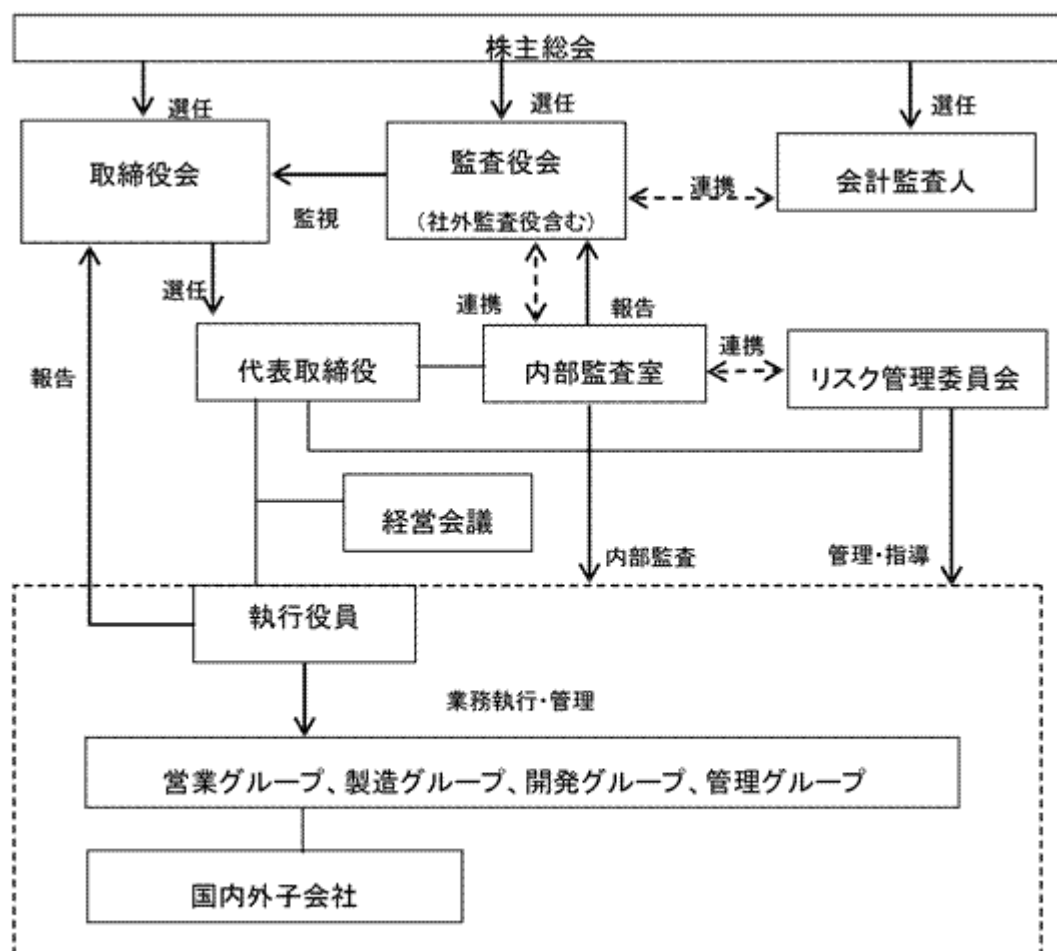 株主総会
選任
選任
選任
取締役会
監査役会
(社外監査役含む)
会計監査人
監視
連携
選任
連携
報告
報告
代表取締役
内部監査室
連携
リスク管理委員会
経営会議
内部監査
管理・指導
執行役員
業務執行・管理
営業グループ、製造グループ、開発グループ、管理グループ
国内外子会社